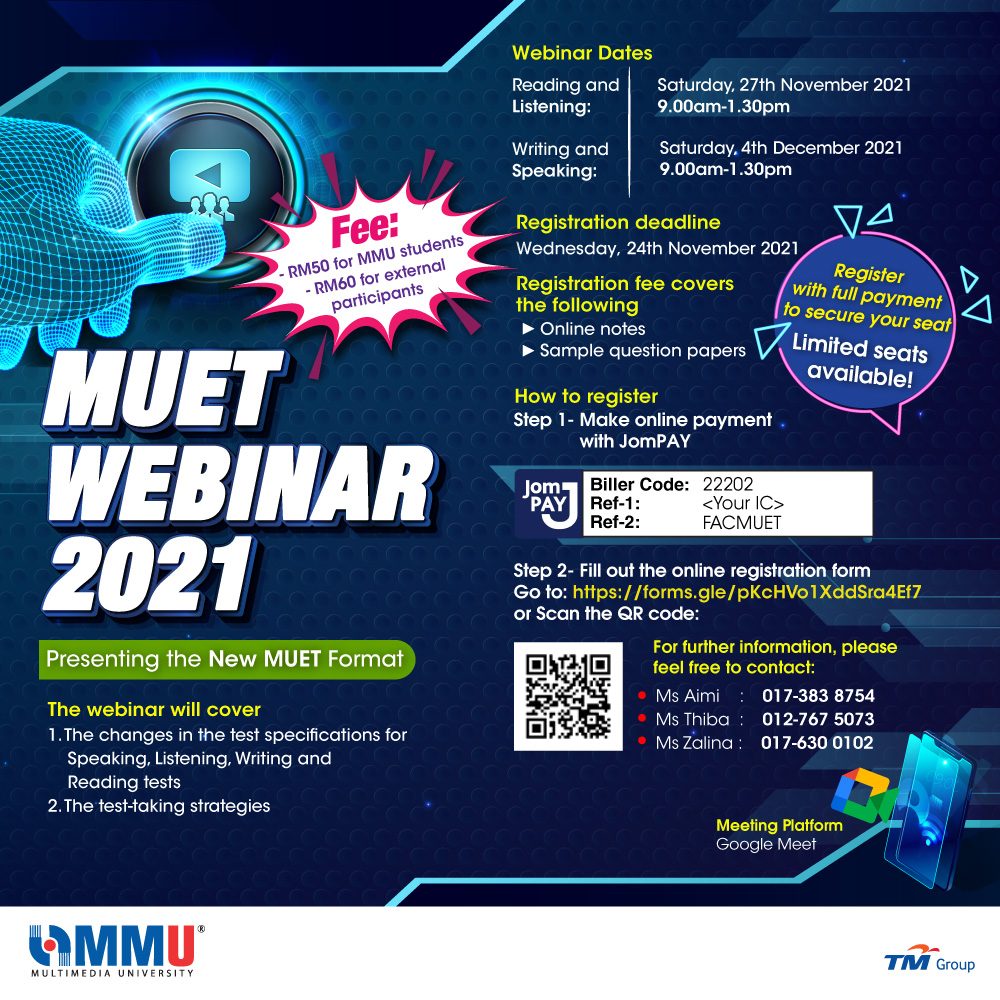 Webinar Dates
Reading and Listening:
Saturday, 27th November 2021
9.00am-1.30pm
Writing and Speaking:
Saturday, 4th December 2021
9.00am-1.30pm
Registration deadline
Wednesday, 24th November 2021
Registration fee covers
the following
► Online notes
► Sample question papers
Register
with full payment
to secure your seat
Limited seats
available!
Fee:
- RM50 for MMU students
- RM60 for external
participants
MUET
WEBINAR
2021
Presenting the New MUET Format
The webinar will cover
1. The changes in the test specifications for
Speaking, Listening, Writing and
Reading tests
2. The test-taking strategies
How to register
Step 1- Make online payment
with JomPAY
Jom
PAY
Biller Code: 22202
Ref-1: <Your IC>
Ref-2: FACMUET
Step 2- Fill out the online registration form
Go to: https://forms.gle/pKcHVo1XddSra4Ef7
or Scan the QR code:
For further information, please
feel free to contact:
• Ms Aimi : 017-383 8754
• Ms Thiba : 012-767 5073
• Ms Zalina : 017-630 0102
Meeting Platform
Google Meet
MMU®
MULTIMEDIA UNIVERSITY
TM Group